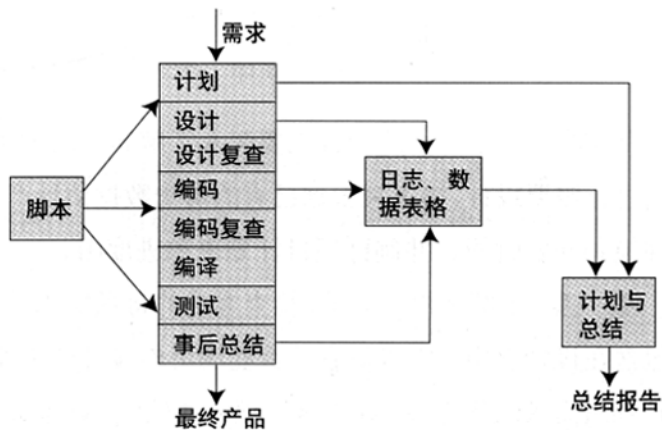 需求
计划
设计
设计复查
编码
编码复查
编译
测试
事后总结
脚本
日志、数
据表格
计划与
总结
最终产品
总结报告